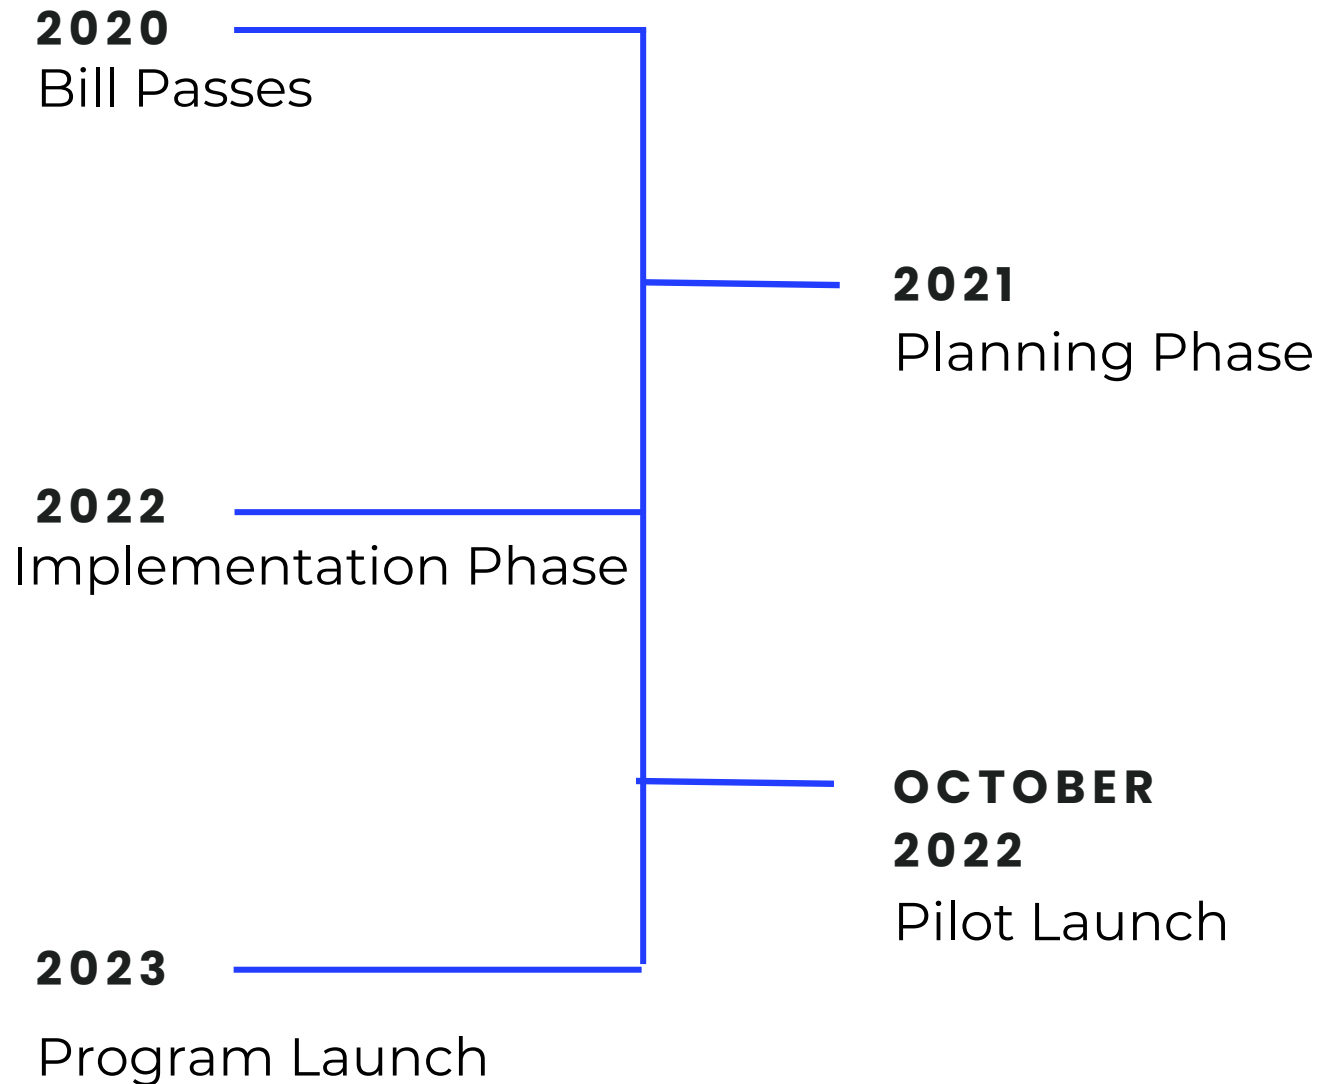 2020
Bill Passes
2021
Planning Phase
2022
Implementation Phase
OCTOBER
2022
Pilot Launch
2023
Program Launch